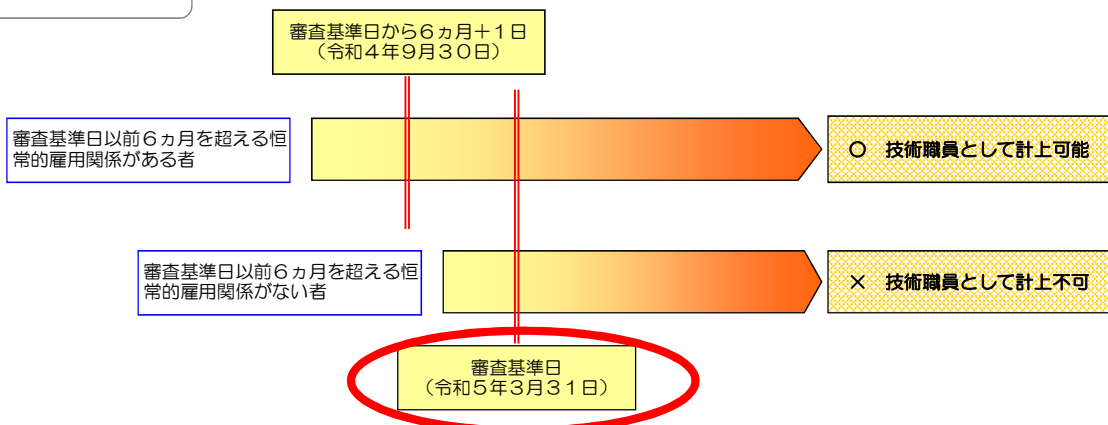 審査基準日から6ヵ月+1日
（令和4年9月30日）
審査基準日以前6ヵ月を超える恒
常的雇用関係がある者
○ 技術職員として計上可能
審査基準日以前6ヵ月を超える恒
常的雇用関係がない者
× 技術職員として計上不可
審査基準日
（令和5年3月31日）